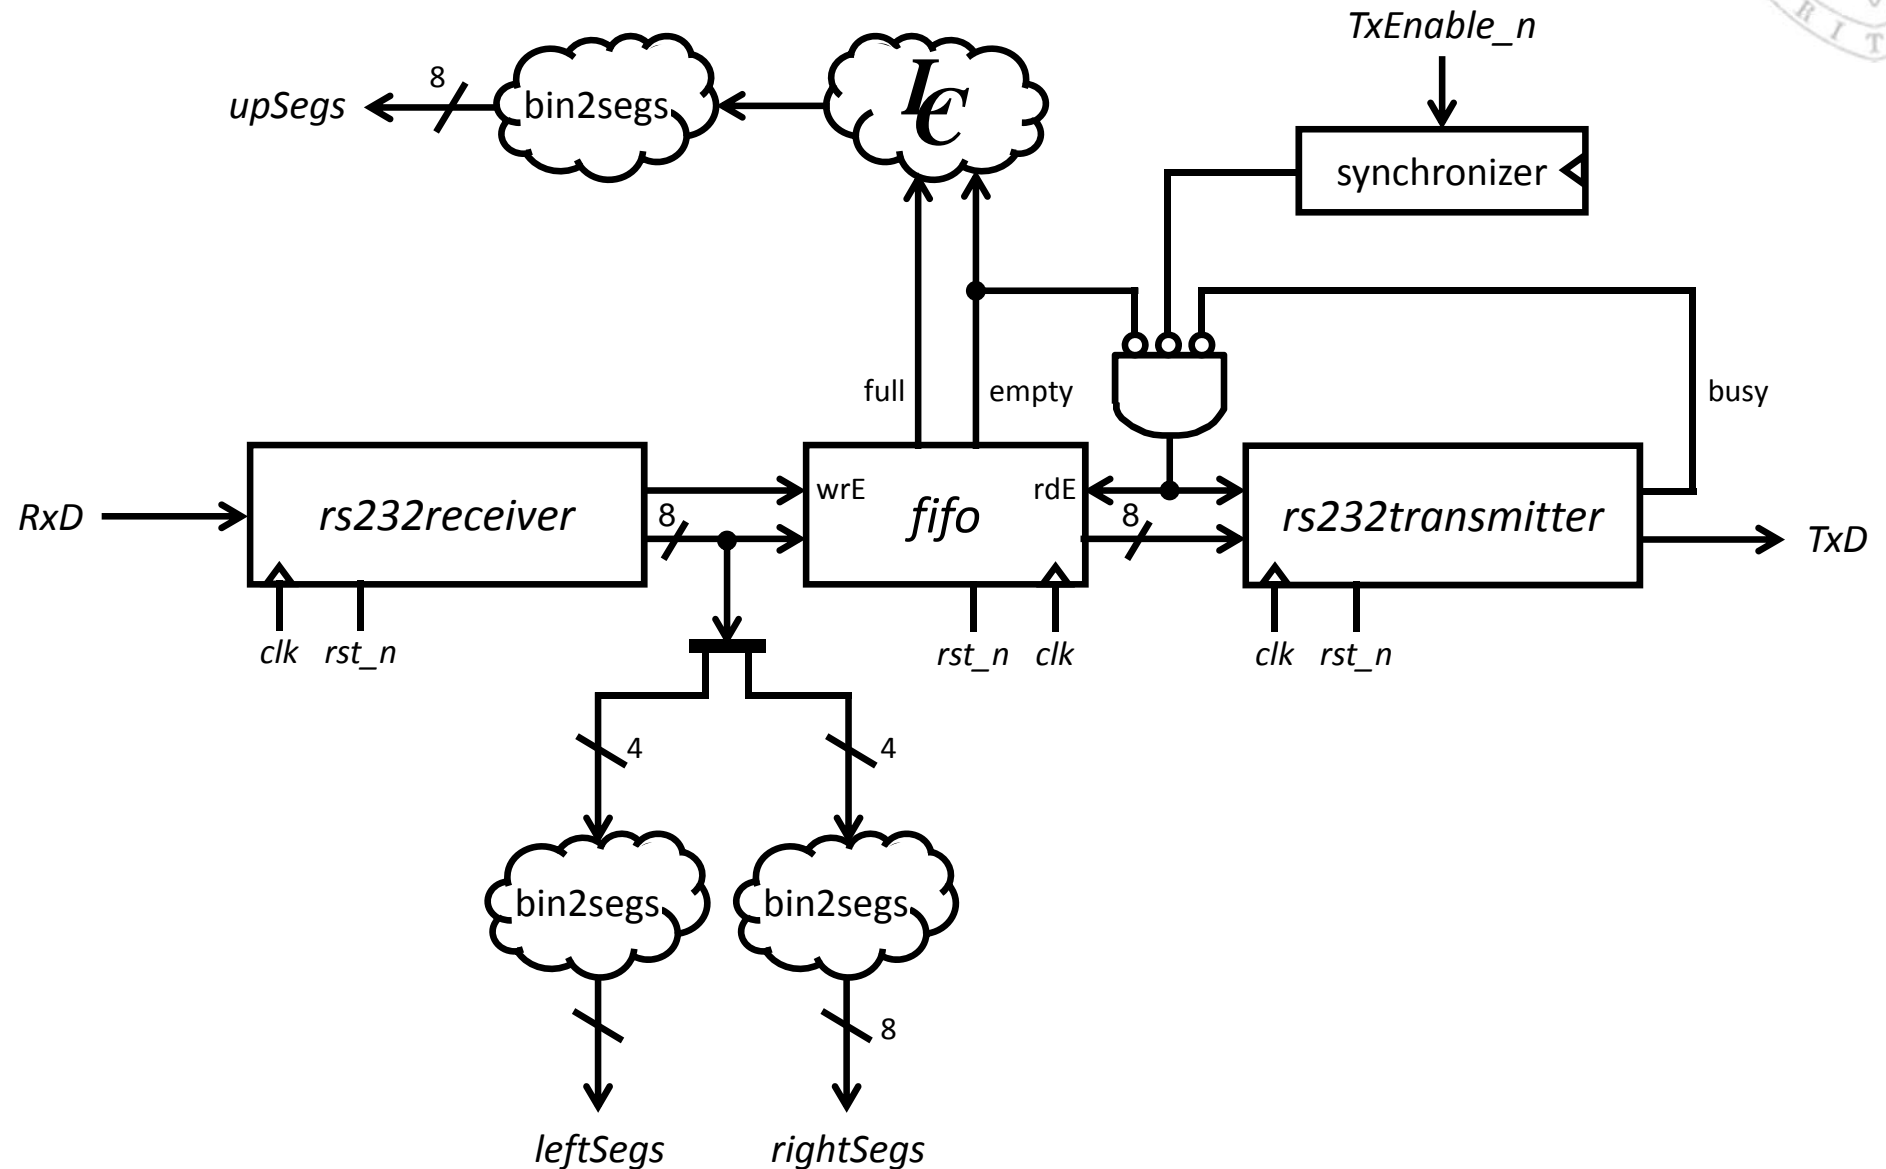 TxEnable_n
R I T
8
upSegs
bin2segs
LC
synchronizer
full
empty
busy
RxD
rs232receiver
8
wrE
fifo
rdE
8
rs232transmitter
TxD
clk
rst_n
rst_n
clk
clk
rst_n
4
4
bin2segs
bin2segs
8
leftSegs
rightSegs